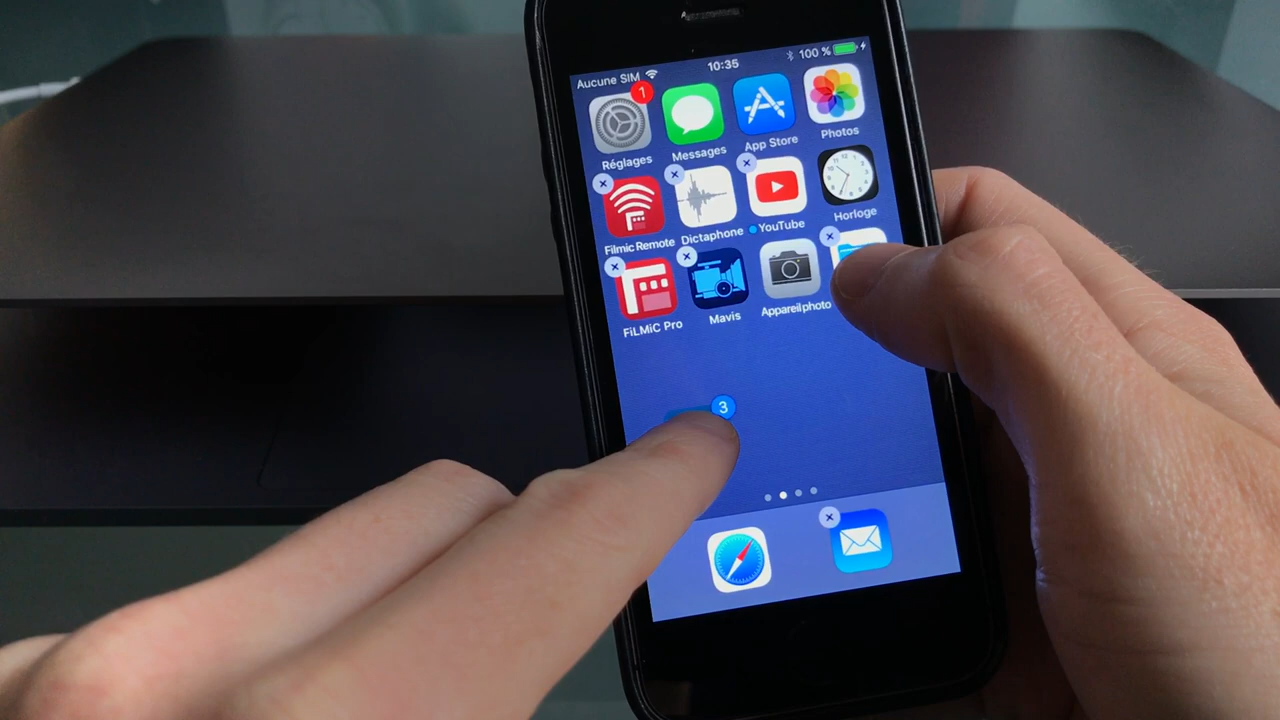 Aucune SIM 10:35 100 %
1
Réglages Messages App Store Photos
Filmic Remote Dictaphone YouTube Horloge
FiLMiC Pro Mavis Appareil photo
3